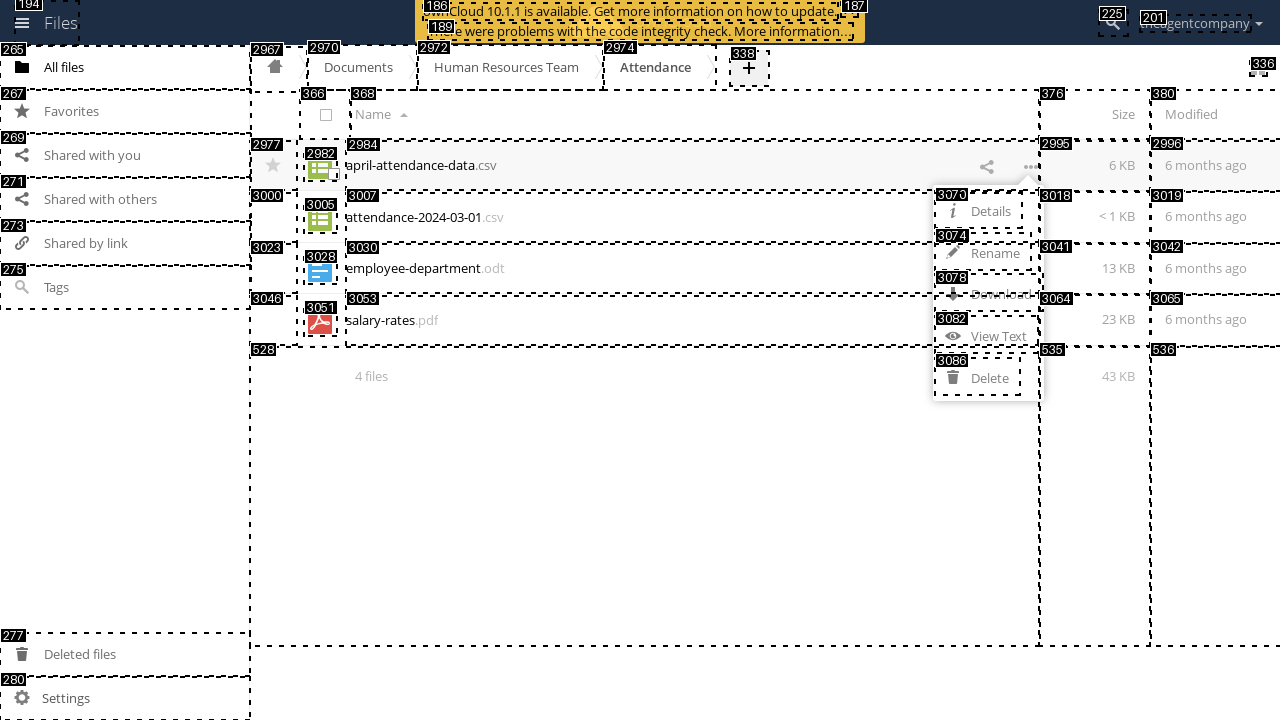 194
Files
186
ownCloud 10.1.1 is available. Get more information on how to update.
187
189
There were problems with the code integrity check. More information…
225
201
theagentcompany
265
All files
267
Favorites
269
Shared with you
271
Shared with others
273
Shared by link
275
Tags
277
Deleted files
280
Settings
2967
2970
Documents
2972
Human Resources Team
2974
Attendance
338
+
336
366
368
Name
376
Size
380
Modified
2977
2982
2984
april-attendance-data.csv
2995
6 KB
2996
6 months ago
3000
3005
3007
attendance-2024-03-01.csv
3018
< 1 KB
3019
6 months ago
3023
3028
3030
employee-department.odt
3041
13 KB
3042
6 months ago
3046
3051
3053
salary-rates.pdf
3064
23 KB
3065
6 months ago
3070
Details
3074
Rename
3078
Download
3082
View Text
3086
Delete
528
4 files
535
43 KB
536